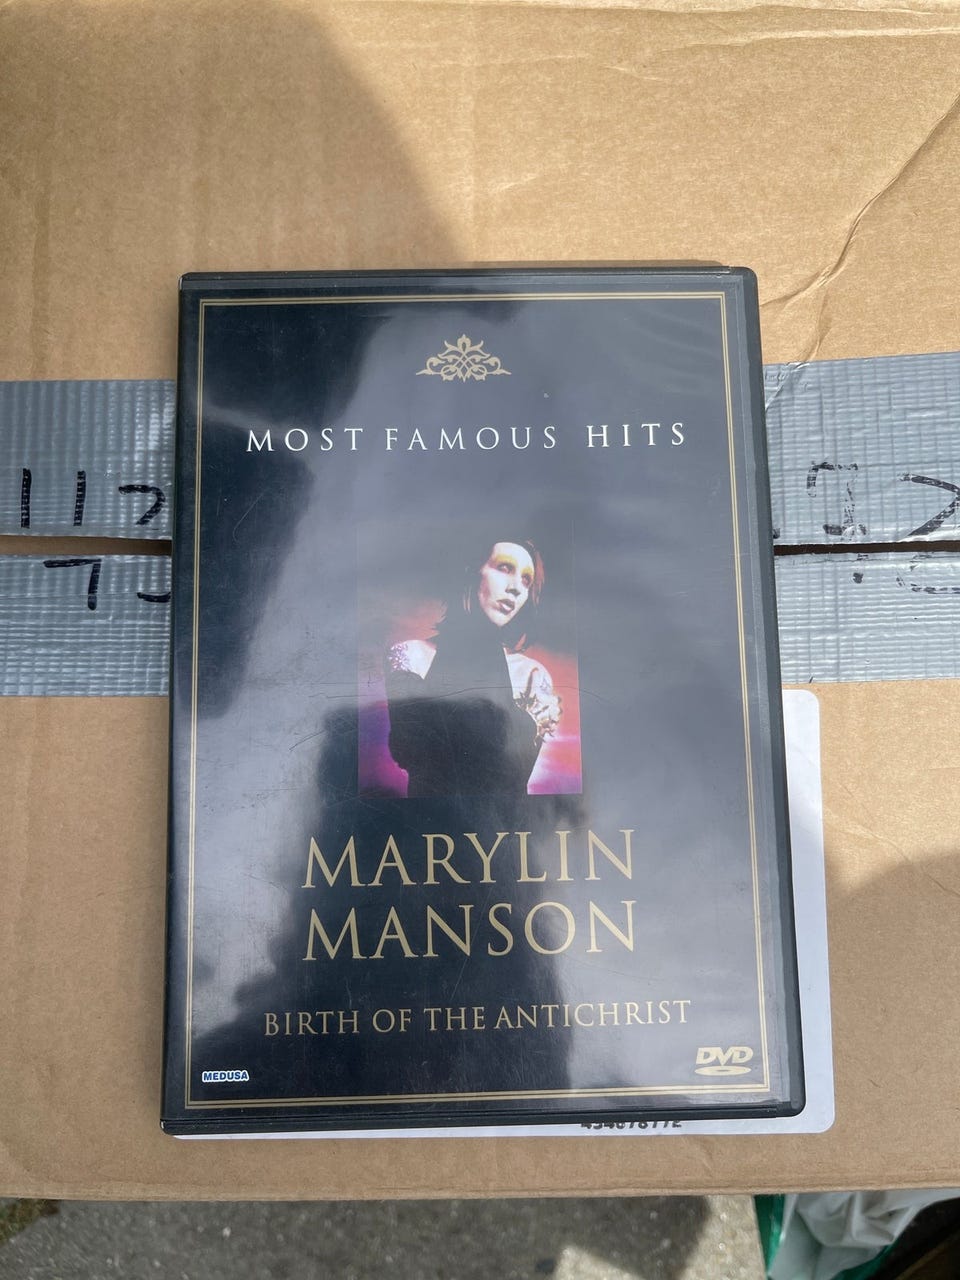 MOST FAMOUS HITS
MARYLIN
MANSON
BIRTH OF THE ANTICHRIST
MEDUSA
DVD